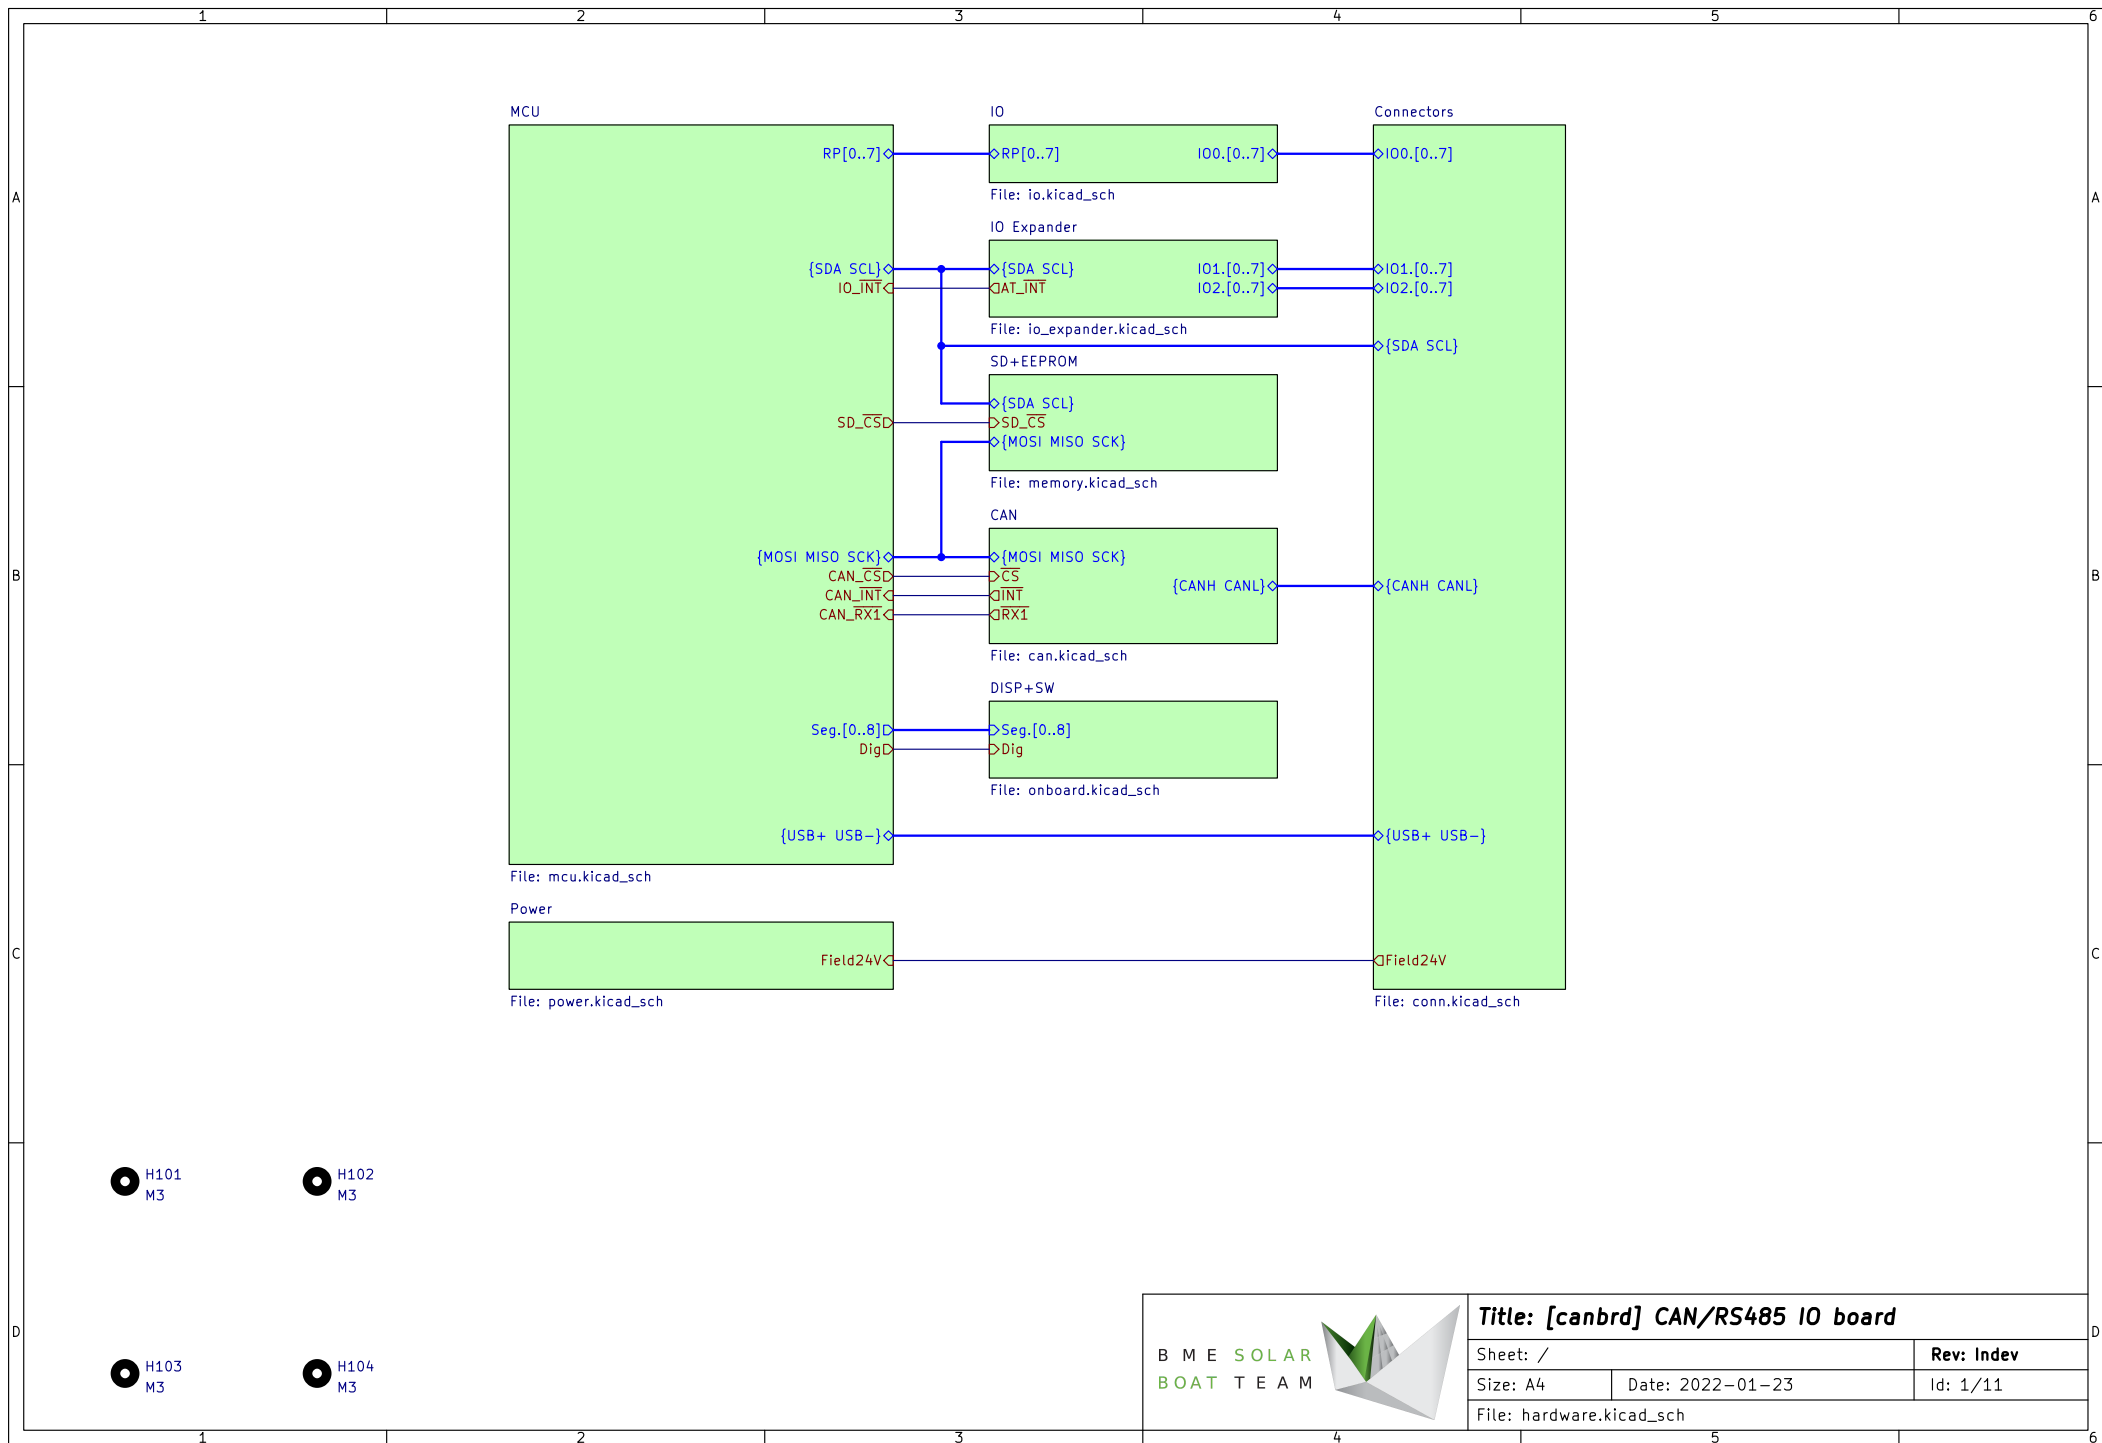 1 2 3 4 5 6
A
B
C
D
MCU
RP[0..7]
{SDA SCL}
IO_INT
SD_CS
{MOSI MISO SCK}
CAN_CS
CAN_INT
CAN_RX1
Seg.[0..8]
Dig
{USB+ USB-}
File: mcu.kicad_sch
Power
Field24V
File: power.kicad_sch
IO
RP[0..7] IO0.[0..7]
File: io.kicad_sch
IO Expander
{SDA SCL} IO1.[0..7]
AT_INT IO2.[0..7]
File: io_expander.kicad_sch
SD+EEPROM
{SDA SCL}
SD_CS
{MOSI MISO SCK}
File: memory.kicad_sch
CAN
{MOSI MISO SCK}
CS
{CANH CANL}
INT
RX1
File: can.kicad_sch
DISP+SW
Seg.[0..8]
Dig
File: onboard.kicad_sch
Connectors
IO0.[0..7]
IO1.[0..7]
IO2.[0..7]
{SDA SCL}
{CANH CANL}
{USB+ USB-}
Field24V
File: conn.kicad_sch
A
B
C
D
H101
M3
H102
M3
H103
M3
H104
M3
BME SOLAR
BOAT TEAM
Title: [canbrd] CAN/RS485 IO board
Sheet: / Rev: Indev
Size: A4 Date: 2022-01-23 Id: 1/11
File: hardware.kicad_sch
1 2 3 4 5 6